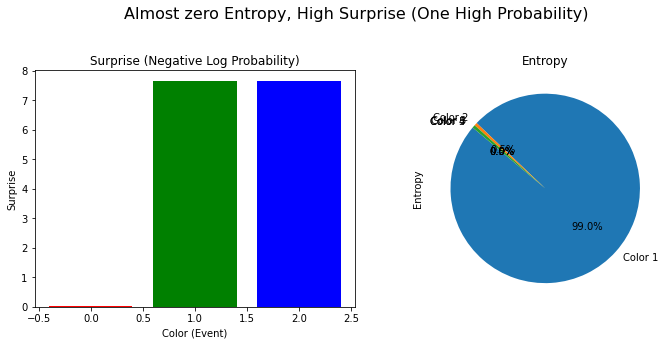 Almost zero Entropy, High Surprise (One High Probability)
Surprise (Negative Log Probability)
8
7
6
5
4
3
2
1
0
Surprise
−0.5
0.0
0.5
1.0
1.5
2.0
2.5
Color (Event)
Entropy
Entropy
Color 2
99.0%
Color 1